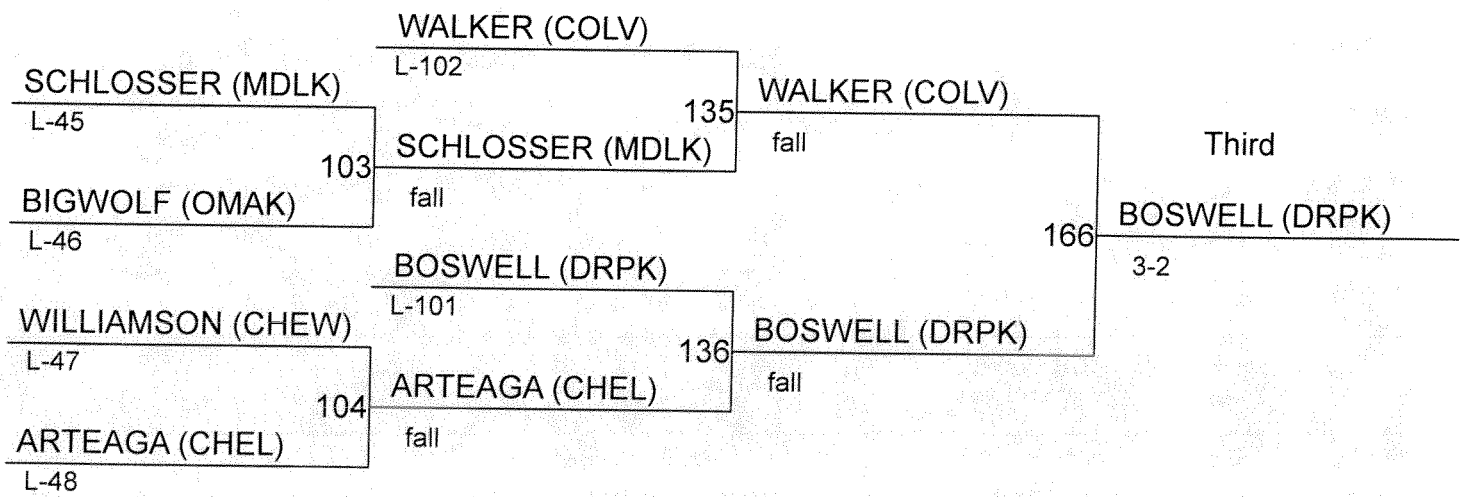 WALKER (COLV)
L-102
SCHLOSSER (MDLK)
L-45
135
WALKER (COLV)
fall
103
SCHLOSSER (MDLK)
fall
Third
BIGWOLF (OMAK)
L-46
166
BOSWELL (DRPK)
3-2
BOSWELL (DRPK)
L-101
WILLIAMSON (CHEW)
L-47
136
BOSWELL (DRPK)
fall
104
ARTEAGA (CHEL)
fall
ARTEAGA (CHEL)
L-48